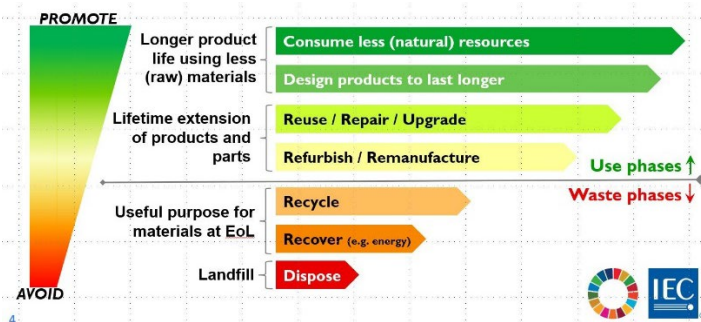 PROMOTE
Longer product
life using less
(raw) materials
Consume less (natural) resources
Design products to last longer
Lifetime extension
of products and
parts
Reuse / Repair / Upgrade
Refurbish / Remanufacture
Use phases
Waste phases
Useful purpose for
materials at EoL
Recycle
Recover (e.g. energy)
Landfill
Dispose
AVOID
IEC
4